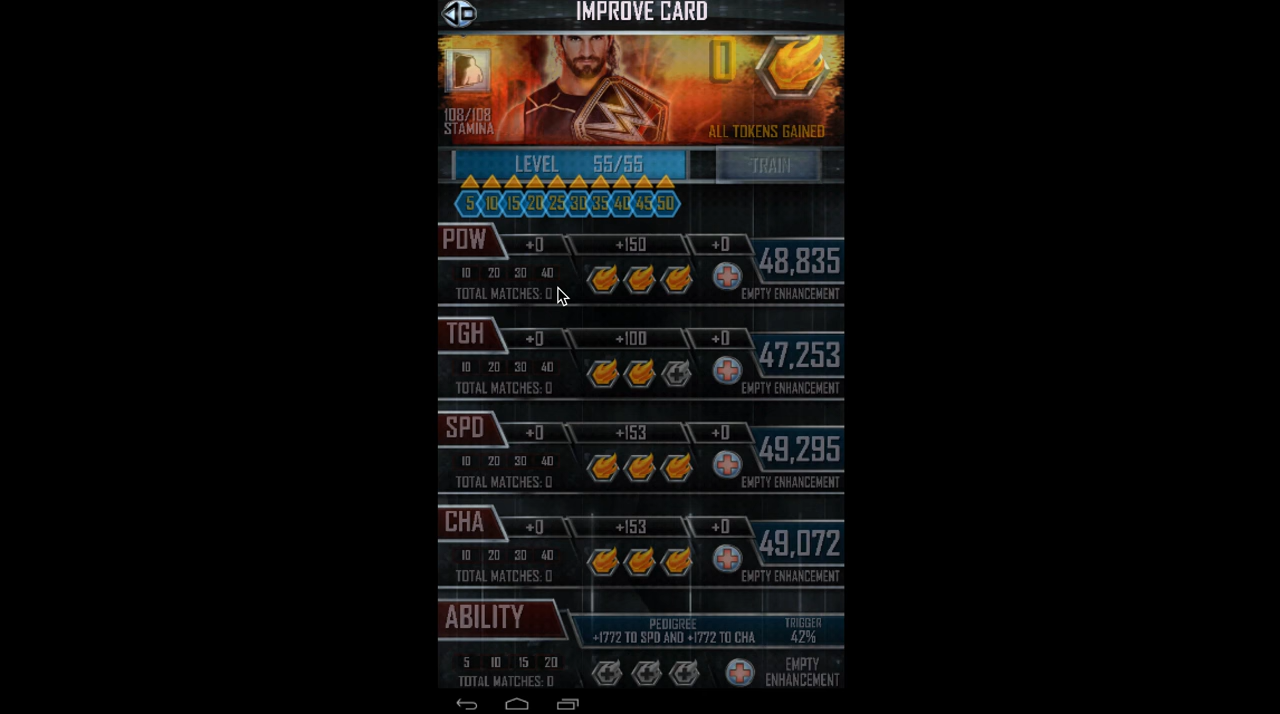 IMPROVE CARD
0
108/108
STAMINA
ALL TOKENS GAINED
LEVEL 55/55
TRAIN
5 10 15 20 25 30 35 40 45 50
POW +0 +150 +0 48,835
10 20 30 40
TOTAL MATCHES: 0 EMPTY ENHANCEMENT
TGH +0 +100 +0 47,253
10 20 30 40
TOTAL MATCHES: 0 EMPTY ENHANCEMENT
SPD +0 +153 +0 49,295
10 20 30 40
TOTAL MATCHES: 0 EMPTY ENHANCEMENT
CHA +0 +153 +0 49,072
10 20 30 40
TOTAL MATCHES: 0 EMPTY ENHANCEMENT
ABILITY
PEDIGREE
+1772 TO SPD AND +1772 TO CHA
TRIGGER
42%
5 10 15 20
TOTAL MATCHES: 0
EMPTY
ENHANCEMENT